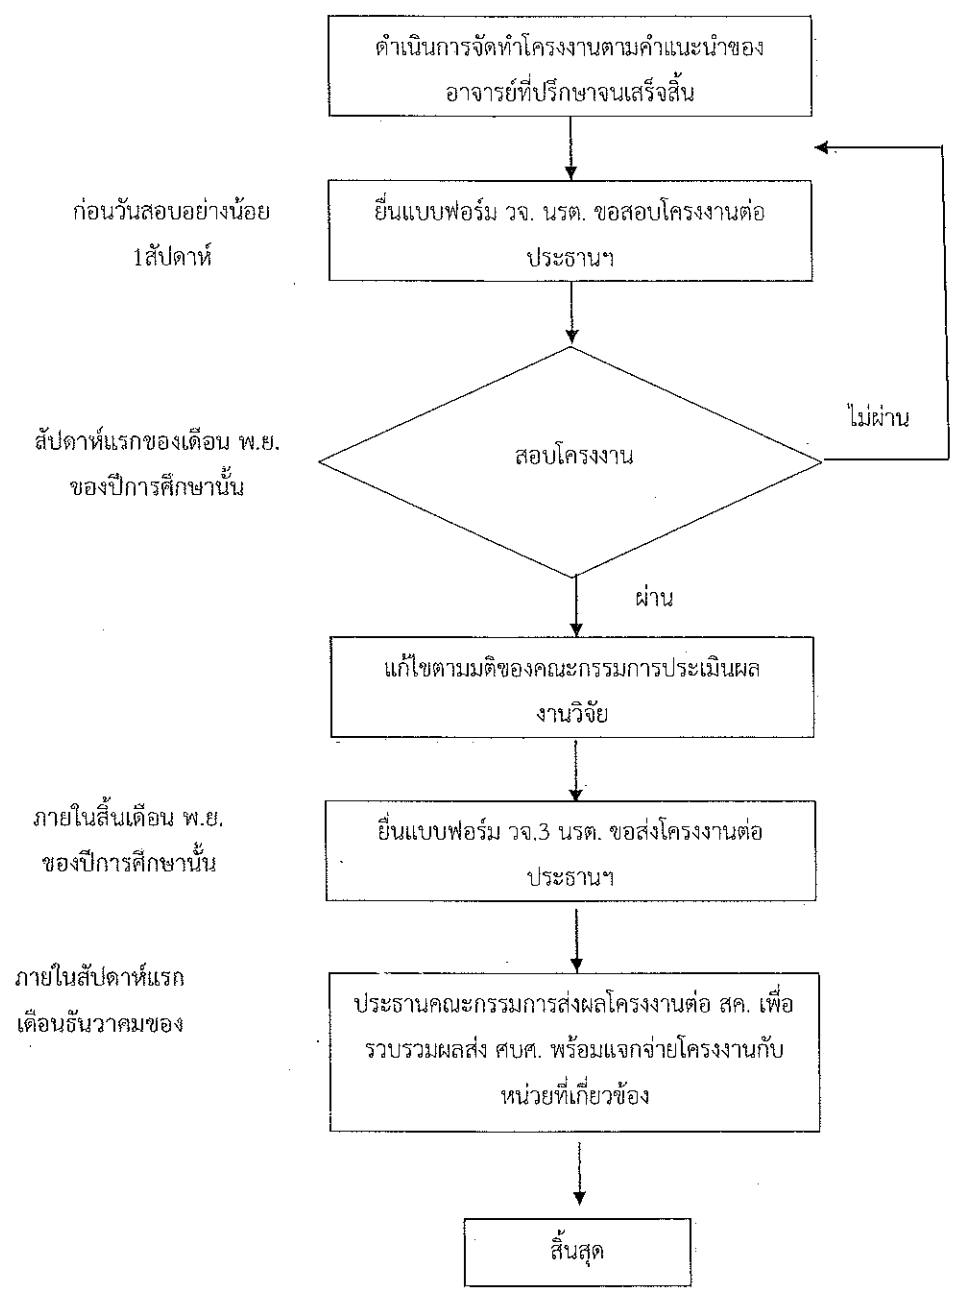 ดำเนินการจัดทำโครงงานตามคำแนะนำของ
อาจารย์ที่ปรึกษาจนเสร็จสิ้น
ก่อนวันสอบอย่างน้อย
1สัปดาห์
ยื่นแบบฟอร์ม วจ. นรต. ขอสอบโครงงานต่อ
ประธานฯ
สัปดาห์แรกของเดือน พ.ย.
ของปีการศึกษานั้น
สอบโครงงาน
ไม่ผ่าน
ผ่าน
แก้ไขตามมติของคณะกรรมการประเมินผล
งานวิจัย
ภายในสิ้นเดือน พ.ย.
ของปีการศึกษานั้น
ยื่นแบบฟอร์ม วจ.3 นรต. ขอส่งโครงงานต่อ
ประธานฯ
ภายในสัปดาห์แรก
เดือนธันวาคมของ
ประธานคณะกรรมการส่งผลโครงงานต่อ สค. เพื่อ
รวบรวมผลส่ง ศบศ. พร้อมแจกจ่ายโครงงานกับ
หน่วยที่เกี่ยวข้อง
สิ้นสุด